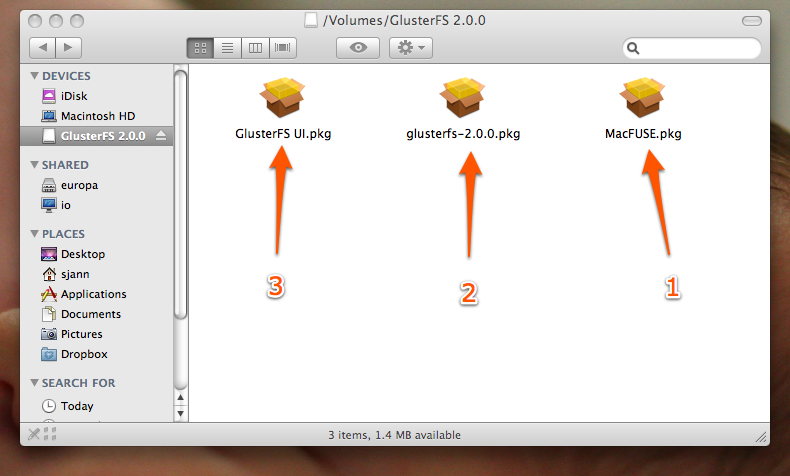 /Volumes/GlusterFS 2.0.0
DEVICES
iDisk
Macintosh HD
GlusterFS 2.0.0
SHARED
europa
io
PLACES
Desktop
sjann
Applications
Documents
Pictures
Dropbox
SEARCH FOR
Today
GlusterFS UI.pkg
glusterfs-2.0.0.pkg
MacFUSE.pkg
3
2
1
3 items, 1.4 MB available